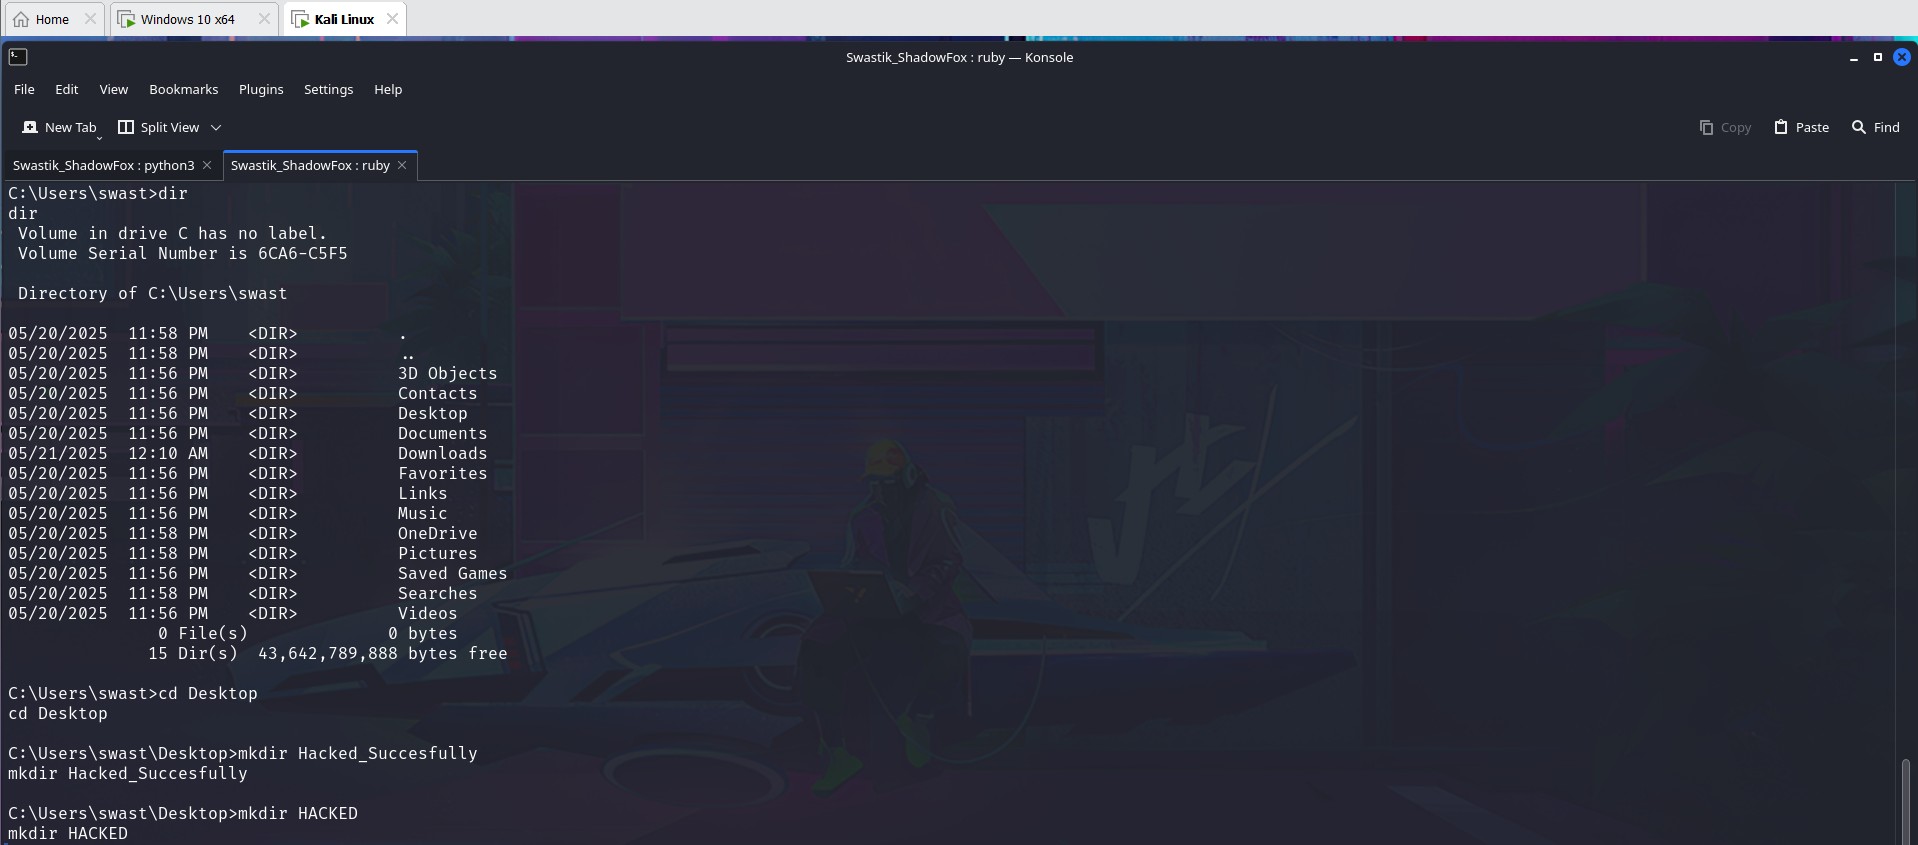 Home Windows 10 x64 Kali Linux
Swastik_ShadowFox : ruby — Konsole
File Edit View Bookmarks Plugins Settings Help
New Tab Split View Copy Paste Find
Swastik_ShadowFox : python3 Swastik_ShadowFox : ruby
C:\Users\swast>dir
dir
 Volume in drive C has no label.
 Volume Serial Number is 6CA6-C5F5
 Directory of C:\Users\swast
05/20/2025  11:58 PM    <DIR>          .
05/20/2025  11:58 PM    <DIR>          ..
05/20/2025  11:56 PM    <DIR>          3D Objects
05/20/2025  11:56 PM    <DIR>          Contacts
05/20/2025  11:56 PM    <DIR>          Desktop
05/20/2025  11:56 PM    <DIR>          Documents
05/21/2025  12:10 AM    <DIR>          Downloads
05/20/2025  11:56 PM    <DIR>          Favorites
05/20/2025  11:56 PM    <DIR>          Links
05/20/2025  11:56 PM    <DIR>          Music
05/20/2025  11:58 PM    <DIR>          OneDrive
05/20/2025  11:58 PM    <DIR>          Pictures
05/20/2025  11:56 PM    <DIR>          Saved Games
05/20/2025  11:58 PM    <DIR>          Searches
05/20/2025  11:56 PM    <DIR>          Videos
               0 File(s)              0 bytes
              15 Dir(s)  43,642,789,888 bytes free
C:\Users\swast>cd Desktop
cd Desktop
C:\Users\swast\Desktop>mkdir Hacked_Succesfully
mkdir Hacked_Succesfully
C:\Users\swast\Desktop>mkdir HACKED
mkdir HACKED